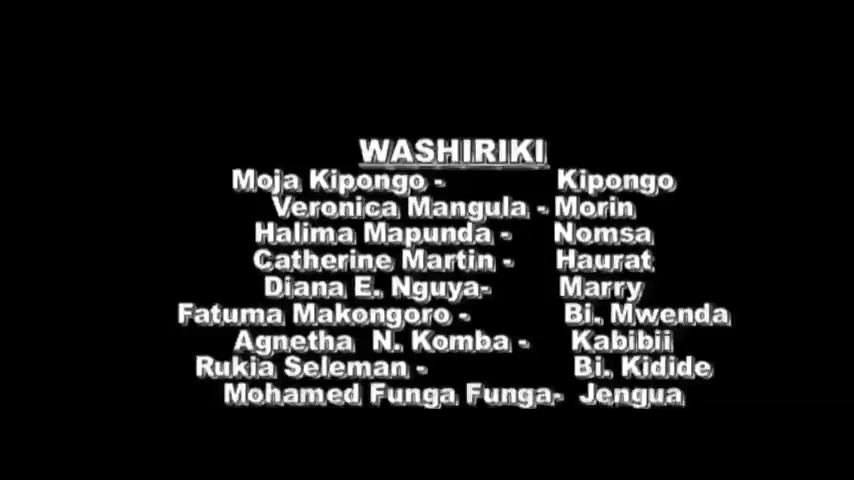 WASHIRIKI
Moja Kipongo - Kipongo
Veronica Mangula - Morin
Halima Mapunda - Nomsa
Catherine Martin - Haurat
Diana E. Nguya- Marry
Fatuma Makongoro - Bi. Mwenda
Agnetha N. Komba - Kabibii
Rukia Seleman - Bi. Kidide
Mohamed Funga Funga- Jengua